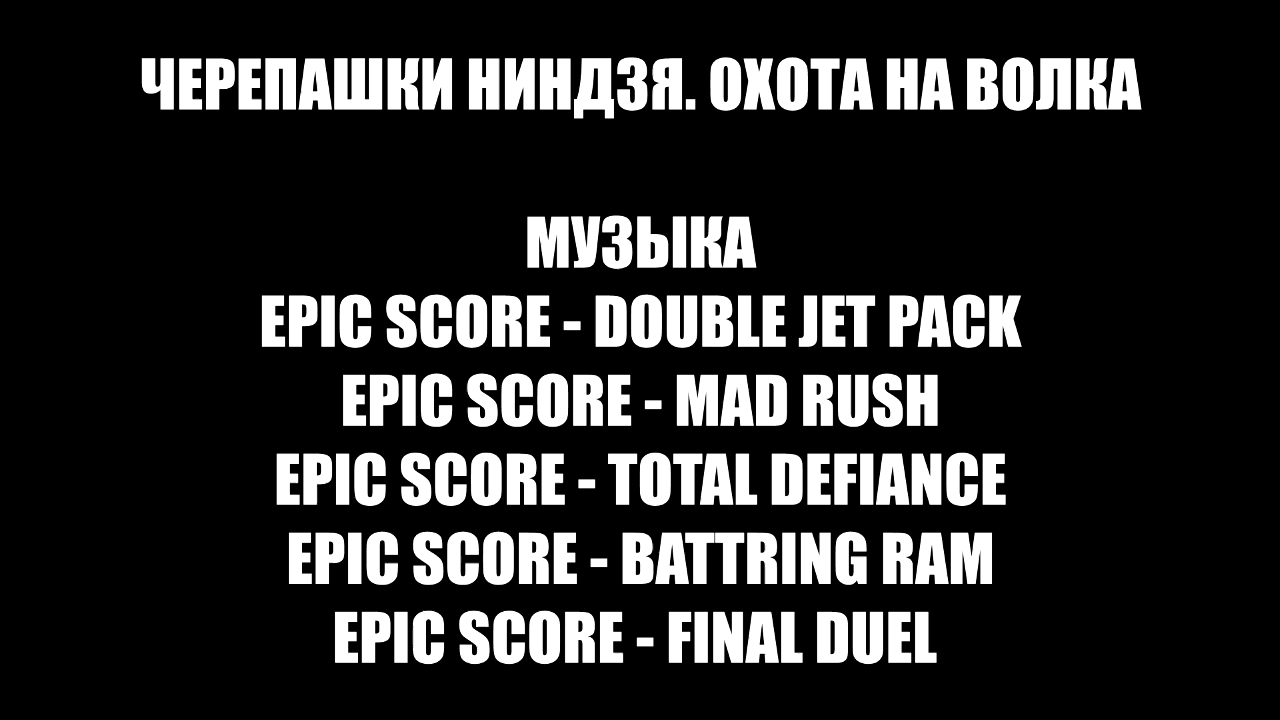 ЧЕРЕПАШКИ НИНДЗЯ. ОХОТА НА ВОЛКА
МУЗЫКА
EPIC SCORE - DOUBLE JET PACK
EPIC SCORE - MAD RUSH
EPIC SCORE - TOTAL DEFIANCE
EPIC SCORE - BATTRING RAM
EPIC SCORE - FINAL DUEL